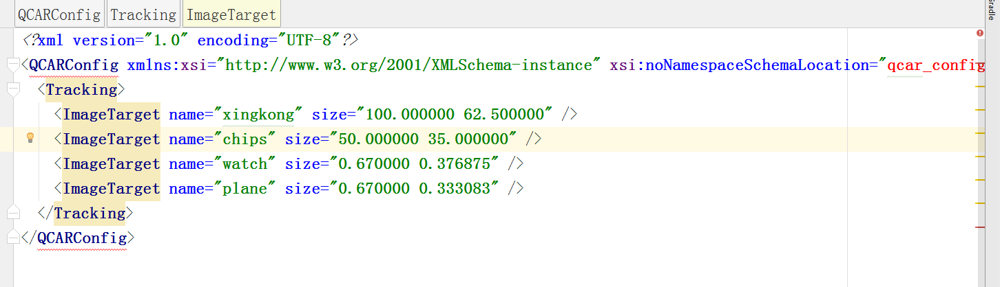 QCARConfig Tracking ImageTarget
<?xml version="1.0" encoding="UTF-8"?>
<QCARConfig xmlns:xsi="http://www.w3.org/2001/XMLSchema-instance" xsi:noNamespaceSchemaLocation="qcar_config
<Tracking>
<ImageTarget name="xingkong" size="100.000000 62.500000" />
<ImageTarget name="chips" size="50.000000 35.000000" />
<ImageTarget name="watch" size="0.670000 0.376875" />
<ImageTarget name="plane" size="0.670000 0.333083" />
</Tracking>
</QCARConfig>